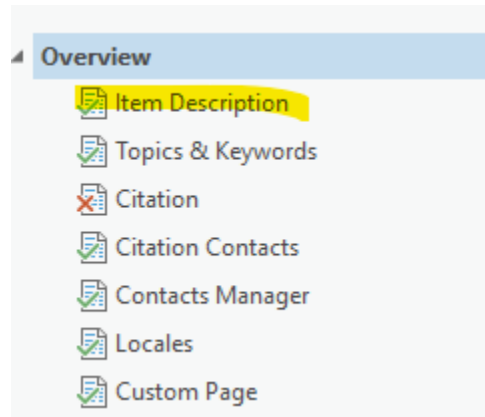 Overview
Item Description
Topics & Keywords
Citation
Citation Contacts
Contacts Manager
Locales
Custom Page